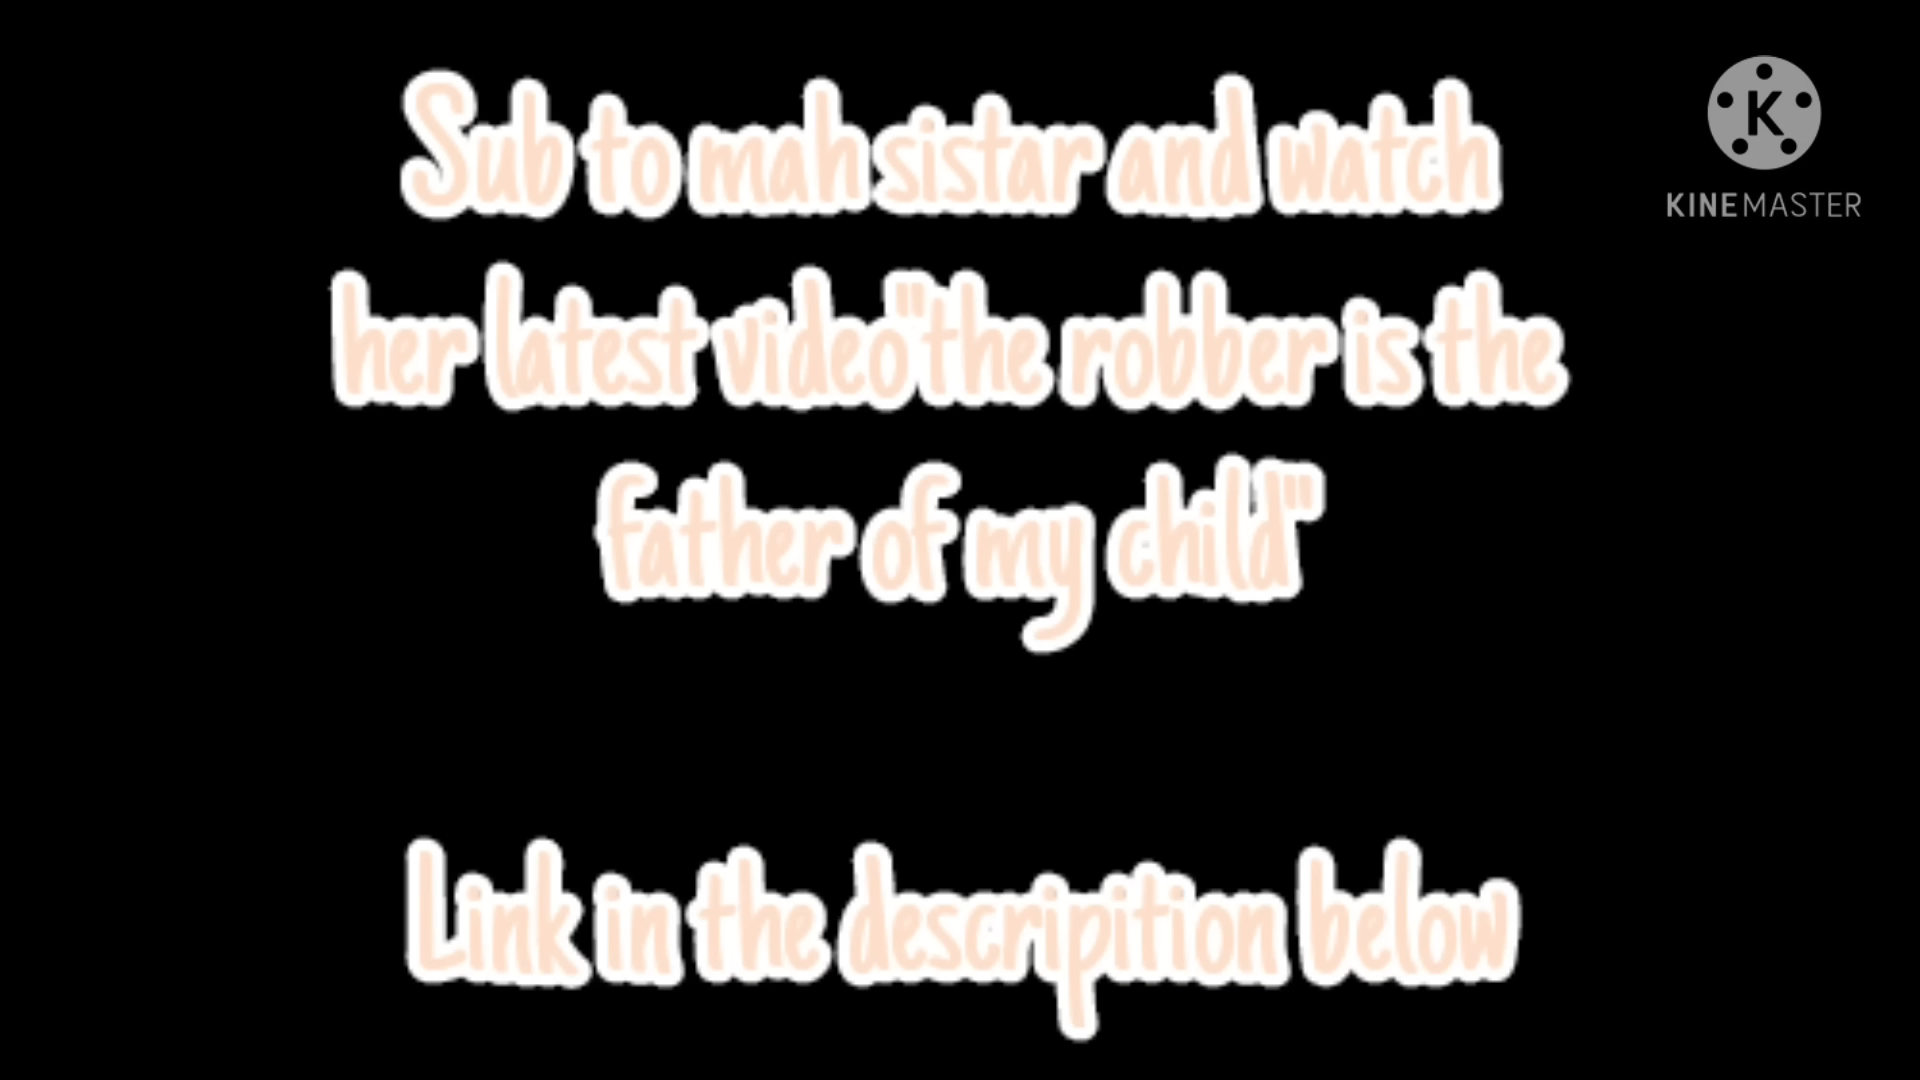 Sub to mah sistar and watch
her latest video"the robber is the
father of my child"
Link in the descripition below
K
KINEMASTER